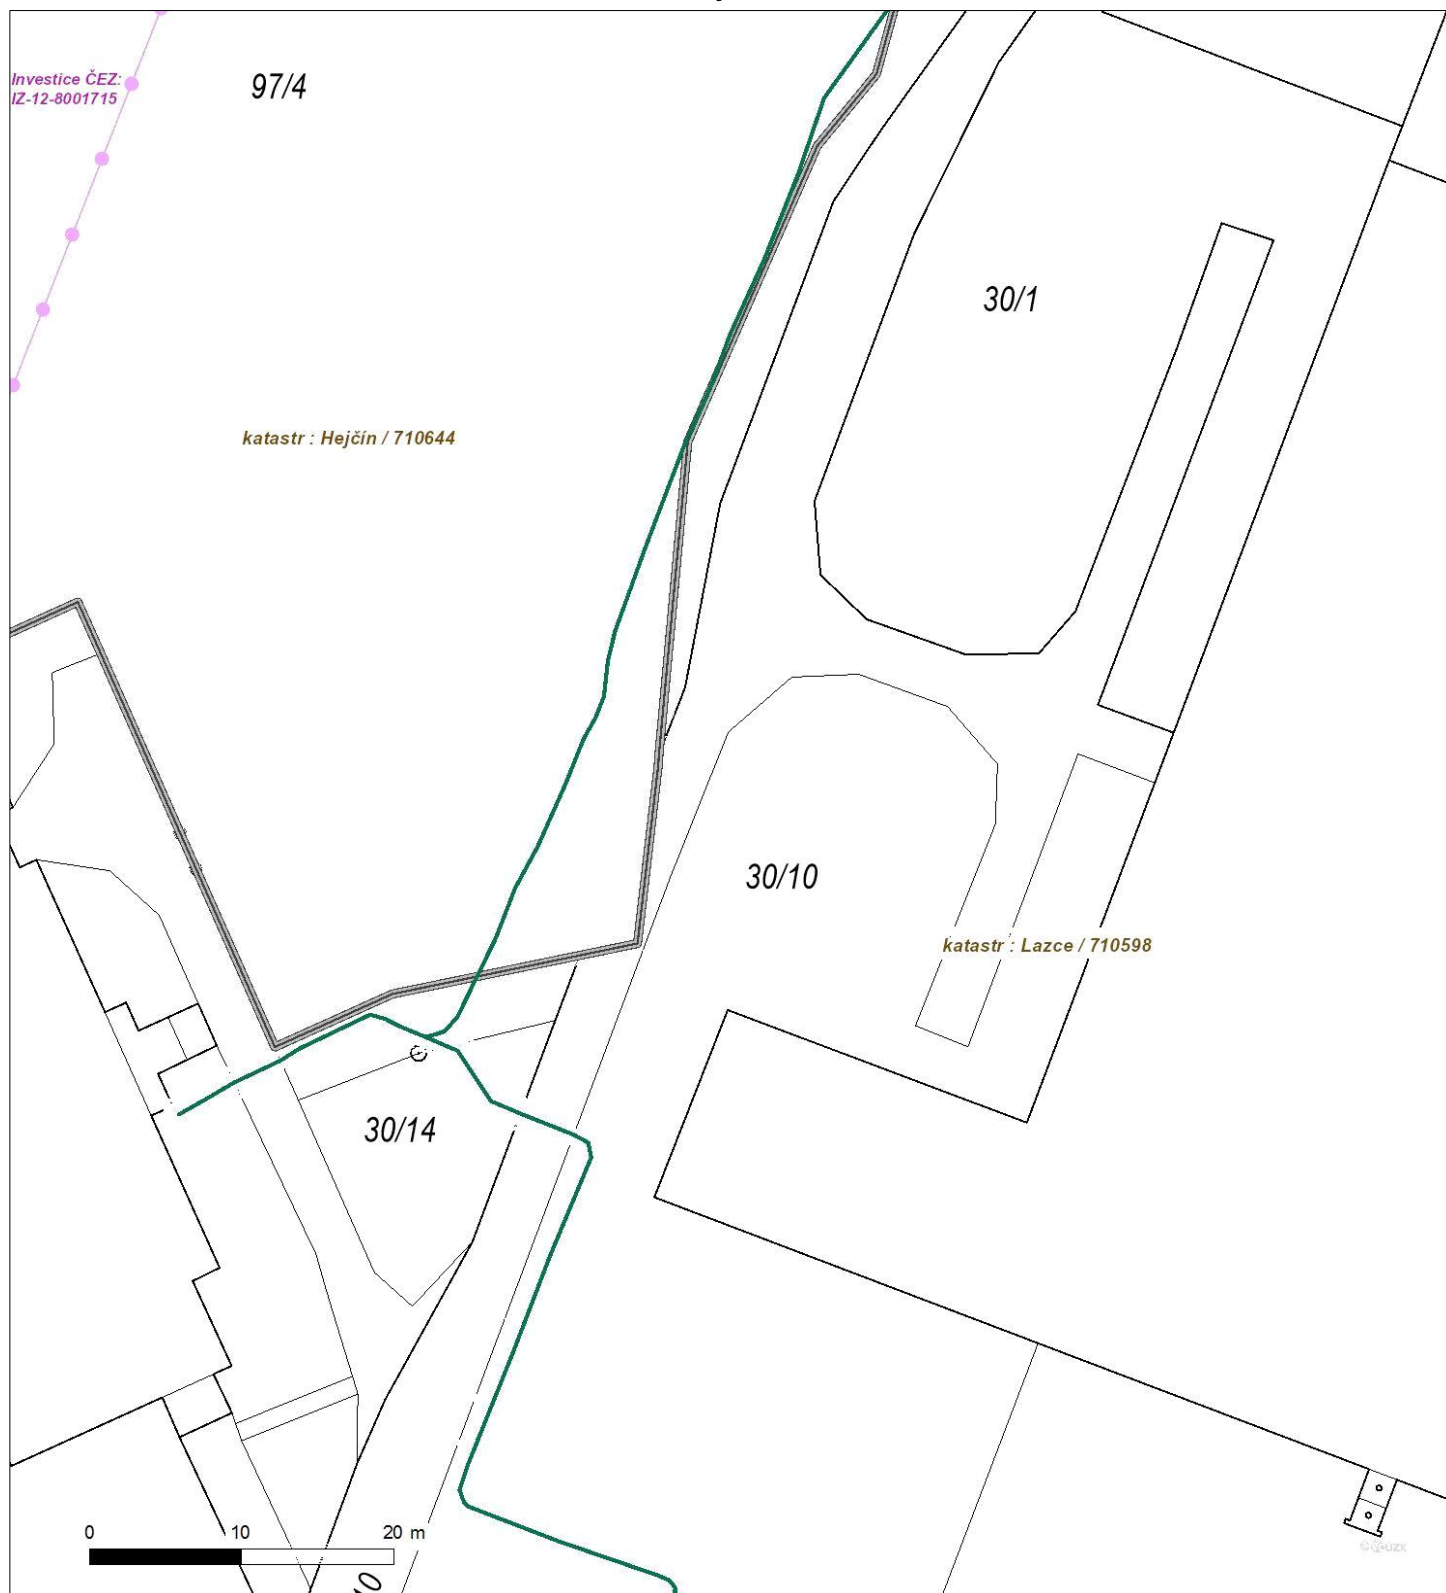 Investice ČEZ:
IZ-12-8001715
97/4
30/1
katastr : Hejčín / 710644
30/10
katastr : Lazce / 710598
30/14
0 10 20 m